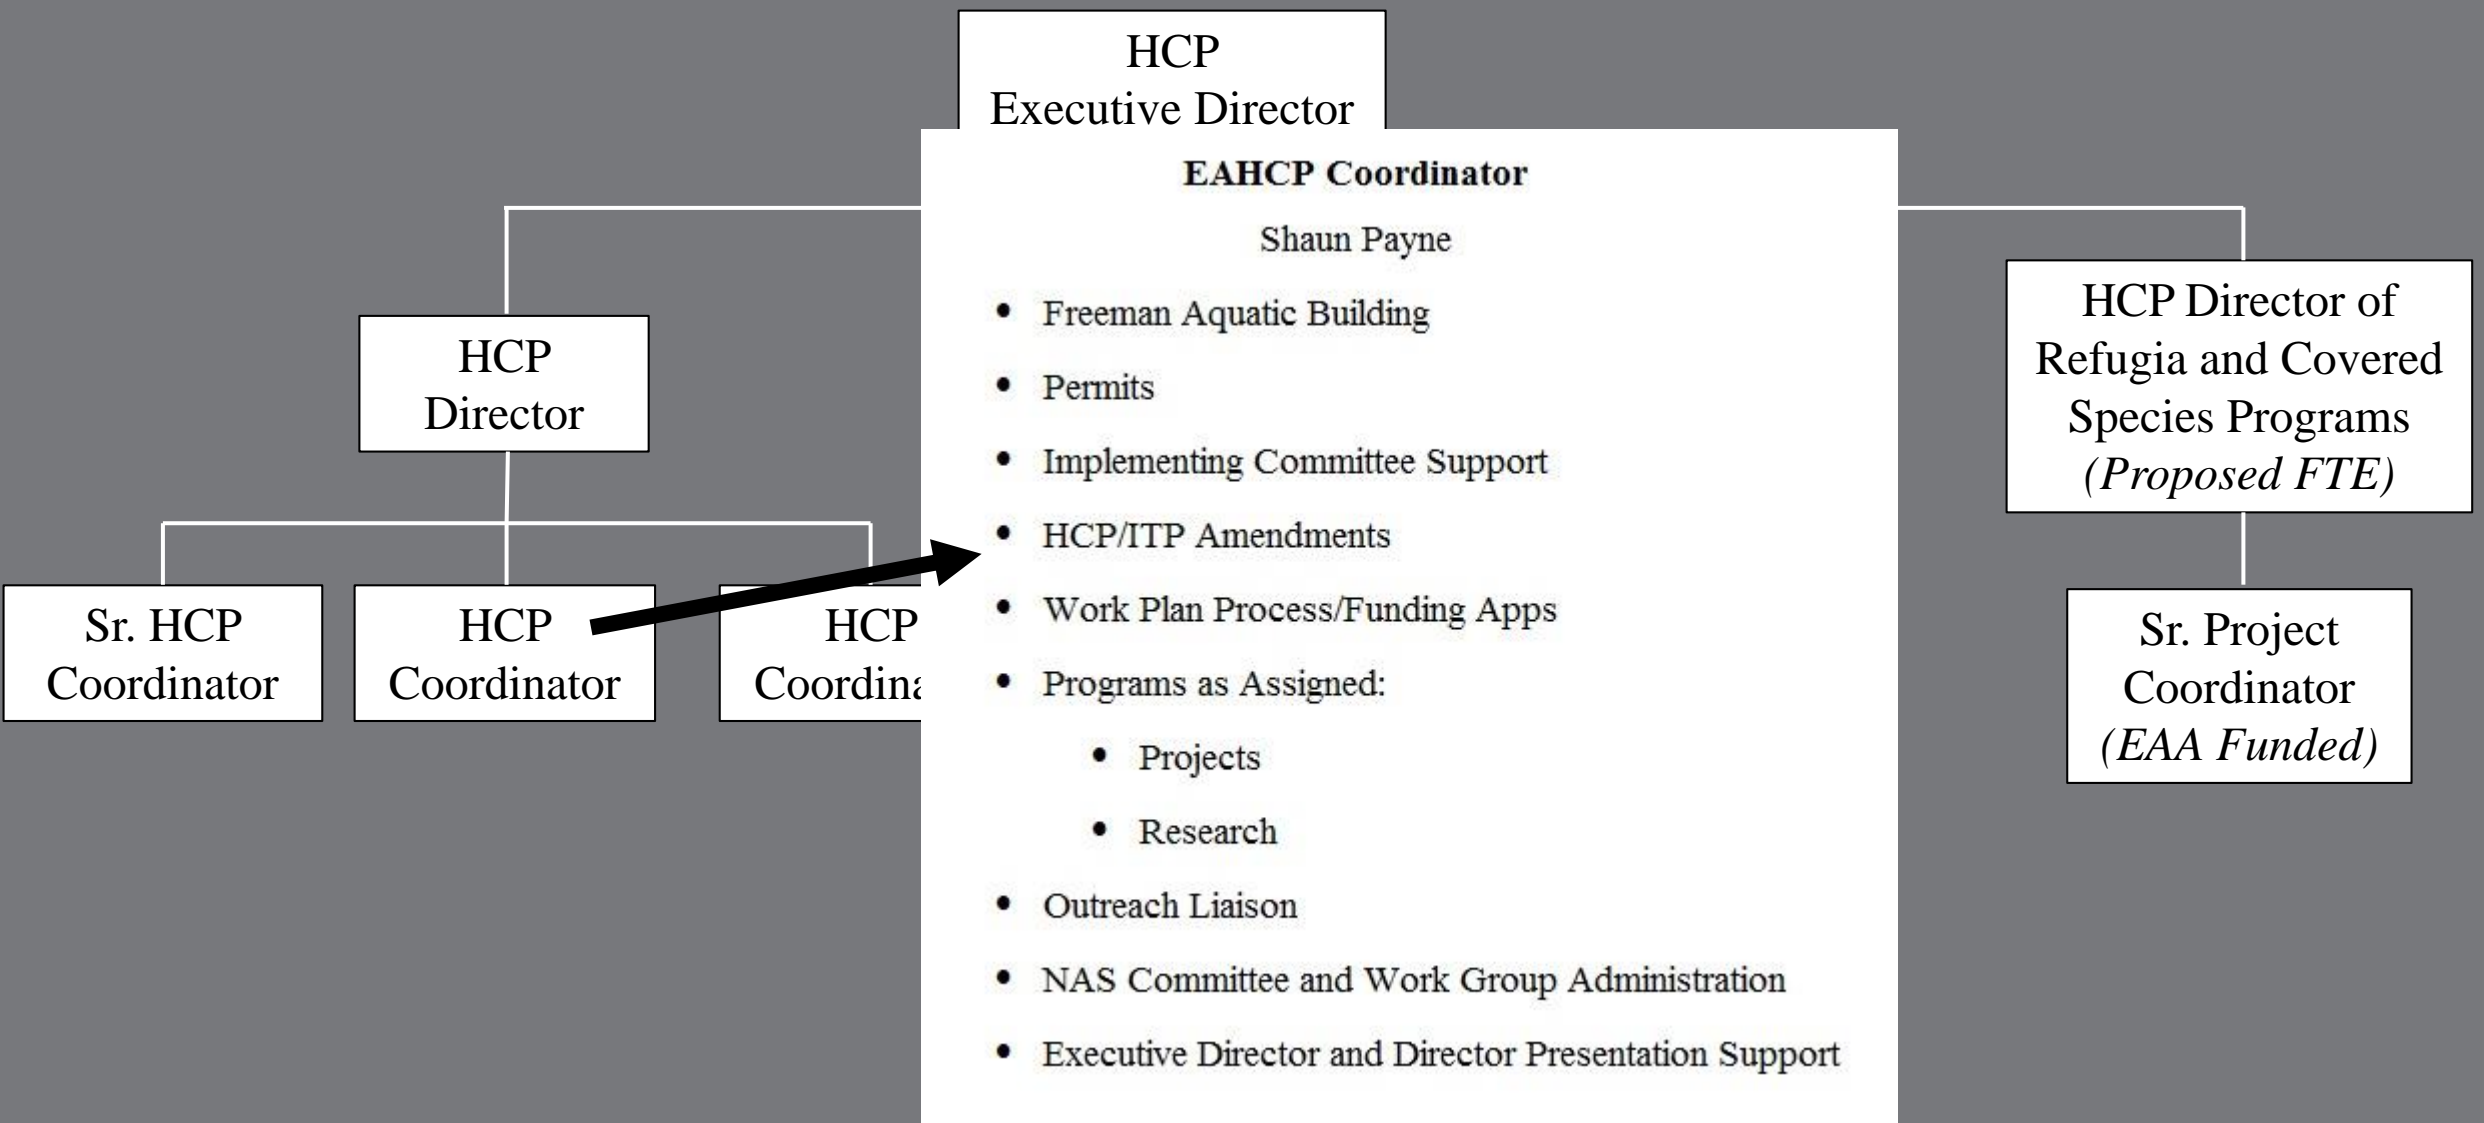 HCP
Executive Director
EAHCP Coordinator
Shaun Payne
• Freeman Aquatic Building
• Permits
• Implementing Committee Support
• HCP/ITP Amendments
• Work Plan Process/Funding Apps
• Programs as Assigned:
• Projects
• Research
• Outreach Liaison
• NAS Committee and Work Group Administration
• Executive Director and Director Presentation Support
HCP
Director
Sr. HCP
Coordinator
HCP
Coordinator
HCP
HCP Director of
Refugia and Covered
Species Programs
(Proposed FTE)
Sr. Project
Coordinator
(EAA Funded)